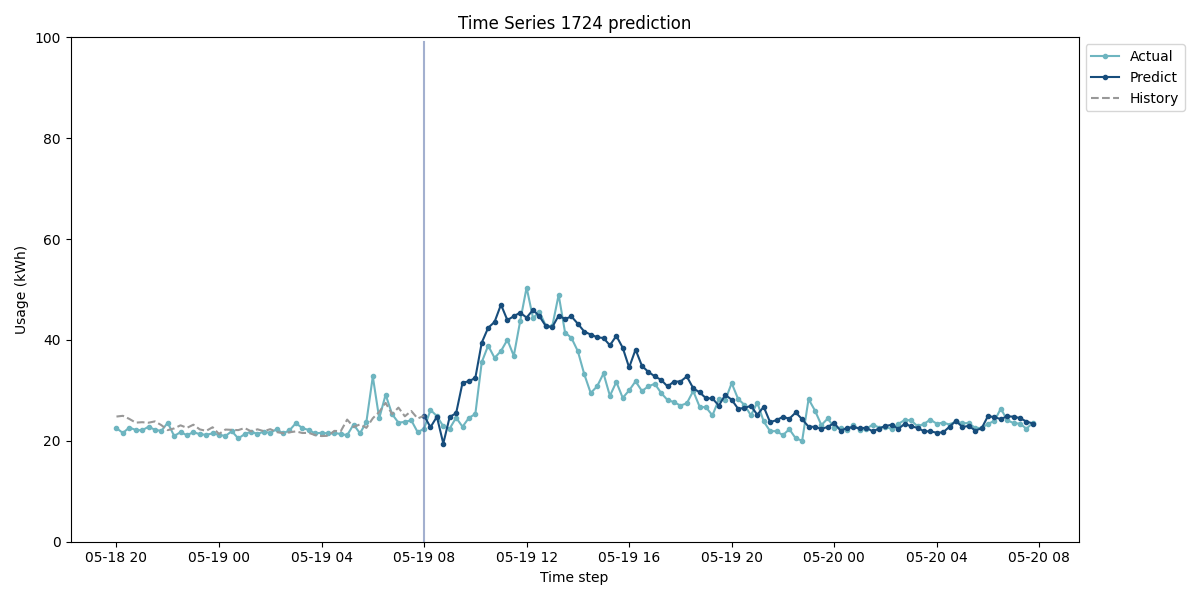 Time Series 1724 prediction
100
80
60
40
20
0
Usage (kWh)
05-18 20
05-19 00
05-19 04
05-19 08
05-19 12
05-19 16
05-19 20
05-20 00
05-20 04
05-20 08
Time step
Actual
Predict
History